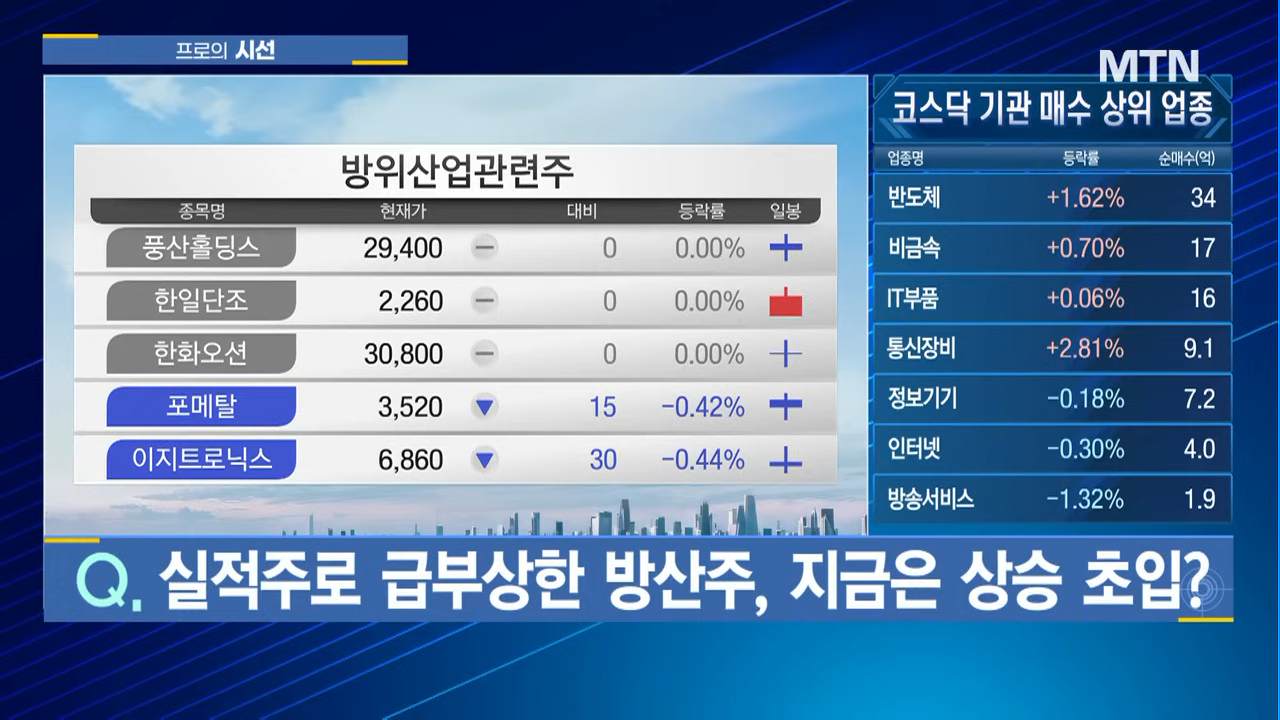 프로의 시선
MTN
방위산업관련주
종목명 현재가 대비 등락률 일봉
풍산홀딩스 29,400 0 0.00%
한일단조 2,260 0 0.00%
한화오션 30,800 0 0.00%
포메탈 3,520 ▼ 15 -0.42%
이지트로닉스 6,860 ▼ 30 -0.44%
코스닥 기관 매수 상위 업종
업종명 등락률 순매수(억)
반도체 +1.62% 34
비금속 +0.70% 17
IT부품 +0.06% 16
통신장비 +2.81% 9.1
정보기기 -0.18% 7.2
인터넷 -0.30% 4.0
방송서비스 -1.32% 1.9
Q. 실적주로 급부상한 방산주, 지금은 상승 초입?